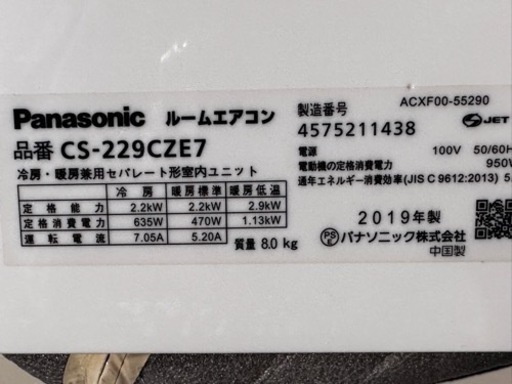 Panasonic ルームエアコン
品番 CS-229CZE7
冷房・暖房兼用セパレート形室内ユニット
冷房 暖房標準 暖房低温
定格能力 2.2kW 2.2kW 2.9kW
定格消費電力 635W 470W 1.13kW
運転電流 7.05A 5.20A
質量 8.0 kg
ACXF00-55290
製造番号
4575211438
JET
電源 100V 50/60H
電動機の定格消費電力 950W
通年エネルギー消費効率(JIS C 9612:2013) 5.
2019年製
PS E パナソニック株式会社
中国製